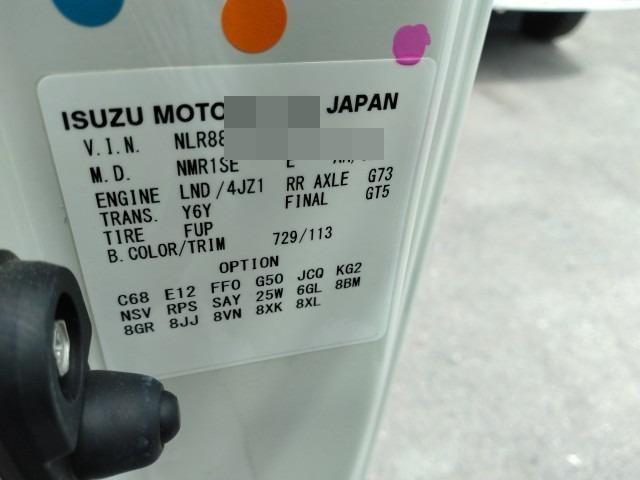 ISUZU MOTO JAPAN
V.I.N. NLR88
M.D. NMR1SE E
ENGINE LND/4JZ1 RR AXLE G73
TRANS. Y6Y FINAL GT5
TIRE FUP
B.COLOR/TRIM 729/113
OPTION
C68 E12 FFO G50 JCQ KG2
NSV RPS SAY 25W 6GL 8BM
8GR 8JJ 8VN 8XK 8XL